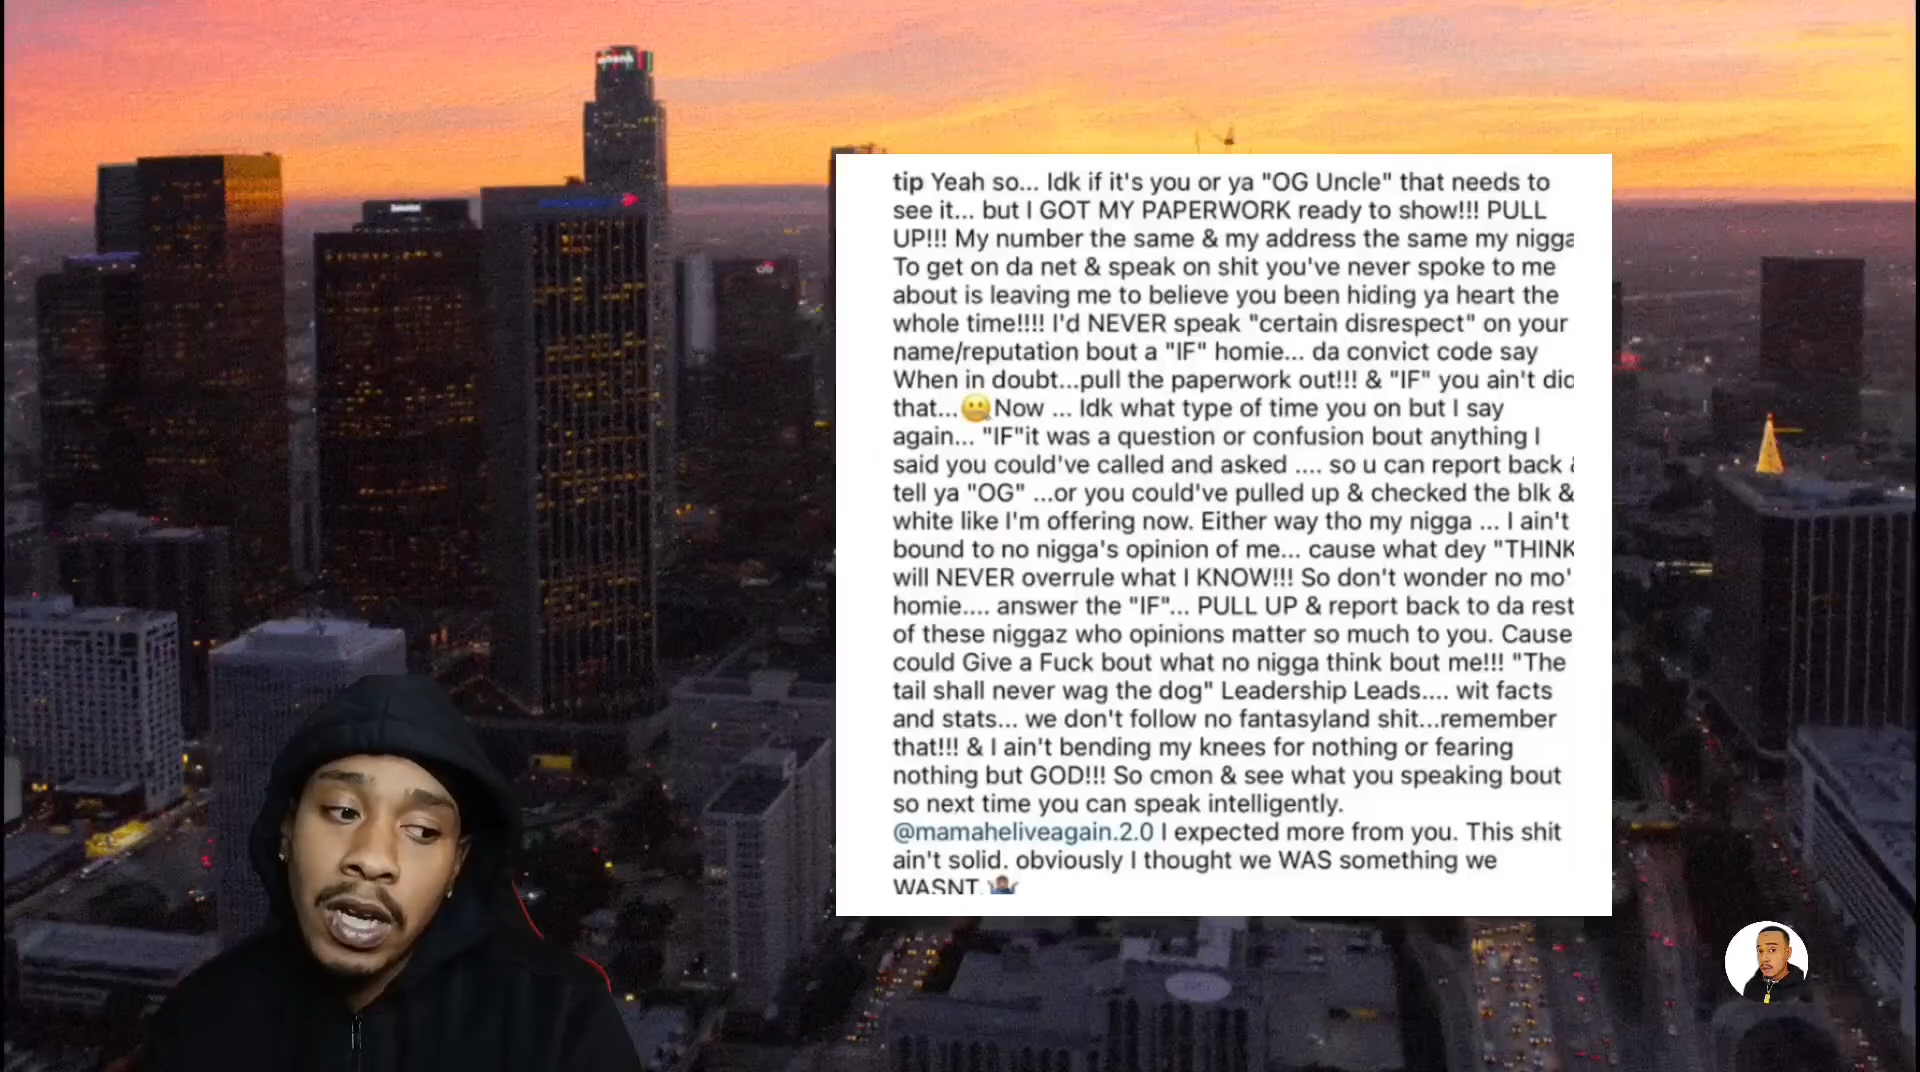 tip Yeah so... Idk if it's you or ya "OG Uncle" that needs to
see it... but I GOT MY PAPERWORK ready to show!!! PULL
UP!!! My number the same & my address the same my nigga
To get on da net & speak on shit you've never spoke to me
about is leaving me to believe you been hiding ya heart the
whole time!!!! I'd NEVER speak "certain disrespect" on your
name/reputation bout a "IF" homie... da convict code say
When in doubt...pull the paperwork out!!! & "IF" you ain't did
that...🤐Now ... Idk what type of time you on but I say
again... "IF"it was a question or confusion bout anything I
said you could've called and asked .... so u can report back
tell ya "OG" ...or you could've pulled up & checked the blk &
white like I'm offering now. Either way tho my nigga ... I ain't
bound to no nigga's opinion of me... cause what dey "THINK
will NEVER overrule what I KNOW!!! So don't wonder no mo'
homie.... answer the "IF"... PULL UP & report back to da rest
of these niggaz who opinions matter so much to you. Cause
could Give a Fuck bout what no nigga think bout me!!! "The
tail shall never wag the dog" Leadership Leads.... wit facts
and stats... we don't follow no fantasyland shit...remember
that!!! & I ain't bending my knees for nothing or fearing
nothing but GOD!!! So cmon & see what you speaking bout
so next time you can speak intelligently.
@mamaheliveagain.2.0 I expected more from you. This shit
ain't solid. obviously I thought we WAS something we
WASNT.🤷🏽‍♂️